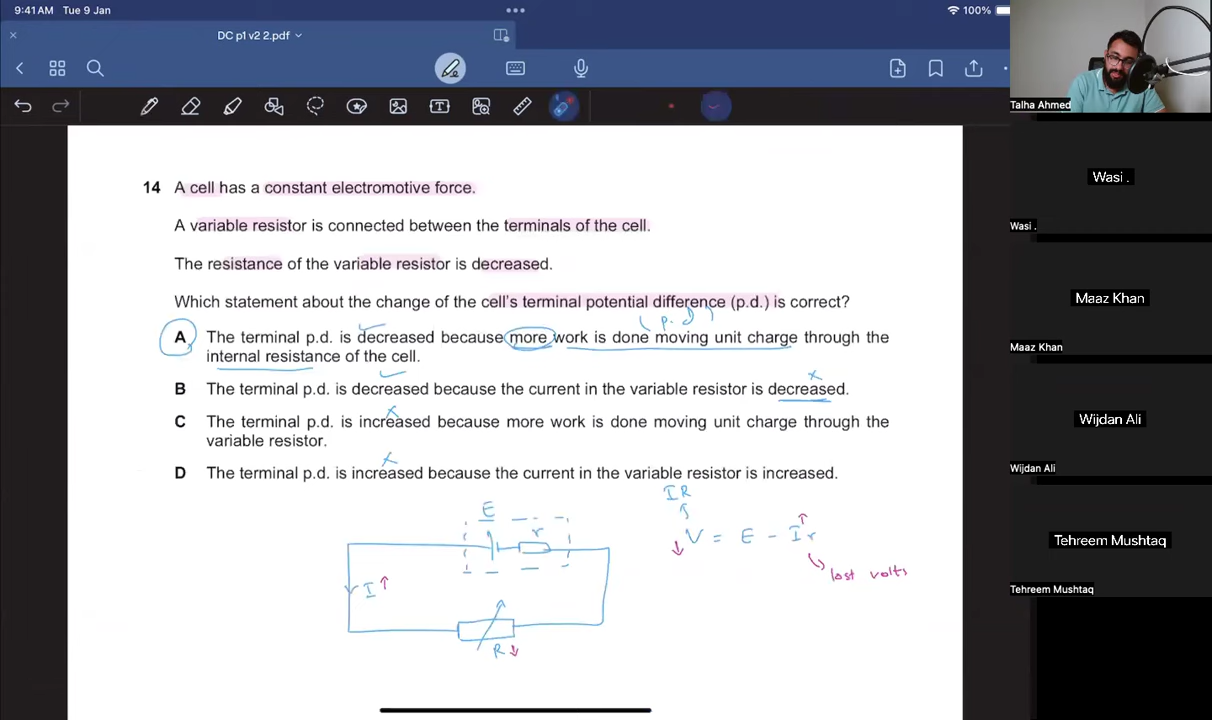 9:41 AM Tue 9 Jan
100%
DC p1 v2 2.pdf
Talha Ahmed
Wasi .
Wasi .
Maaz Khan
Maaz Khan
Wijdan Ali
Wijdan Ali
Tehreem Mushtaq
Tehreem Mushtaq
14 A cell has a constant electromotive force.
A variable resistor is connected between the terminals of the cell.
The resistance of the variable resistor is decreased.
Which statement about the change of the cell's terminal potential difference (p.d.) is correct?
(p.d)
A The terminal p.d. is decreased because more work is done moving unit charge through the
internal resistance of the cell.
B The terminal p.d. is decreased because the current in the variable resistor is decreased.
C The terminal p.d. is increased because more work is done moving unit charge through the
variable resistor.
D The terminal p.d. is increased because the current in the variable resistor is increased.
IR
E
r
↓ V = E - Ir
lost volts
I ↑
R ↓